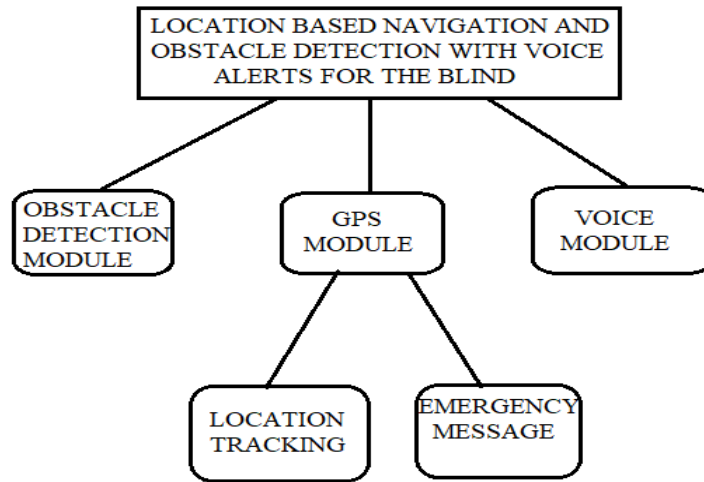 LOCATION BASED NAVIGATION AND
OBSTACLE DETECTION WITH VOICE
ALERTS FOR THE BLIND
OBSTACLE
DETECTION
MODULE
GPS
MODULE
VOICE
MODULE
LOCATION
TRACKING
EMERGENCY
MESSAGE